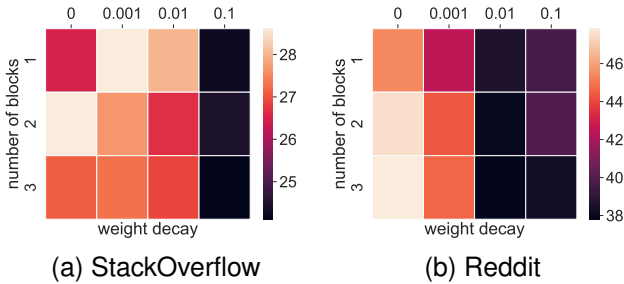 0 0.001 0.01 0.1
number of blocks
1
2
3
28
27
26
25
weight decay
(a) StackOverflow
0 0.001 0.01 0.1
number of blocks
1
2
3
46
44
42
40
38
weight decay
(b) Reddit